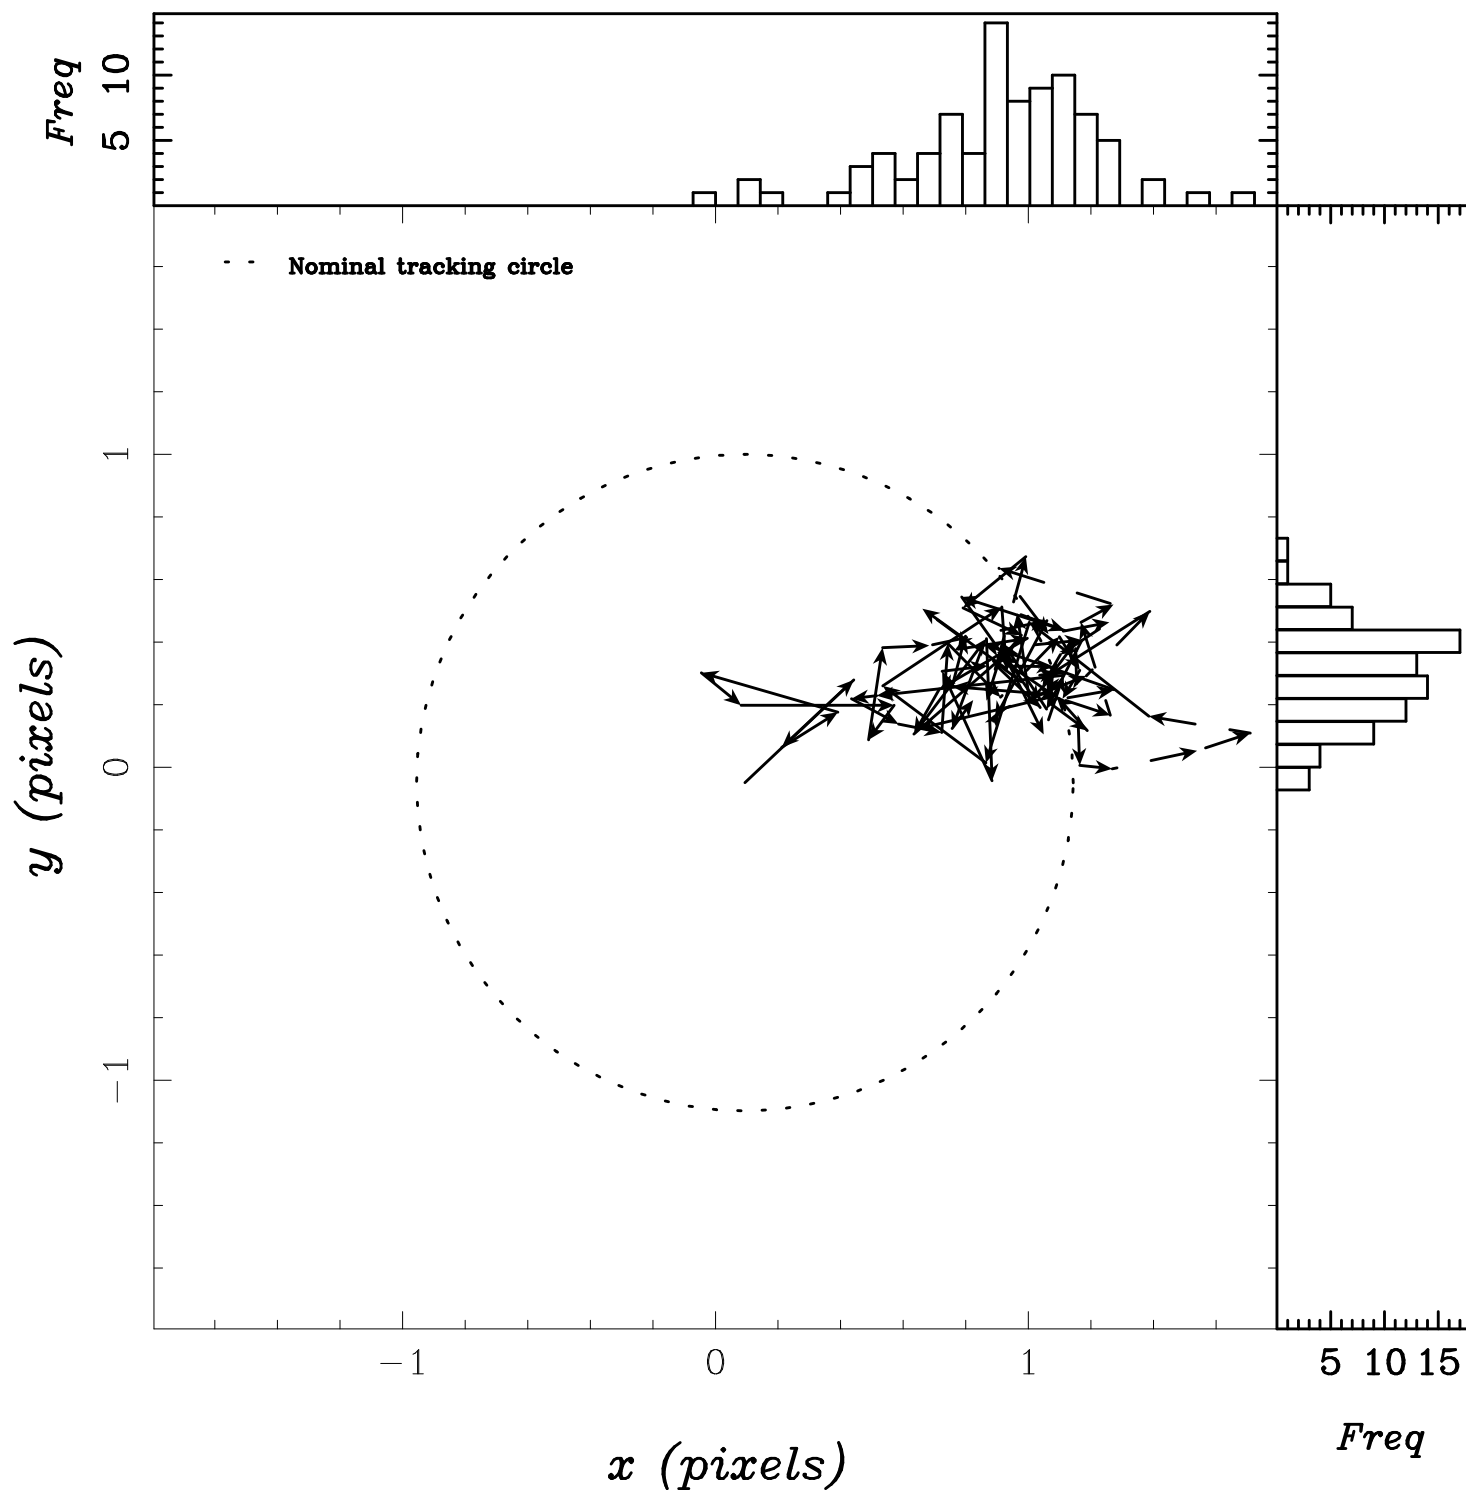 Freq
10
5
Nominal tracking circle
1
0
−1
y (pixels)
−1 0 1
x (pixels)
5 10 15
Freq